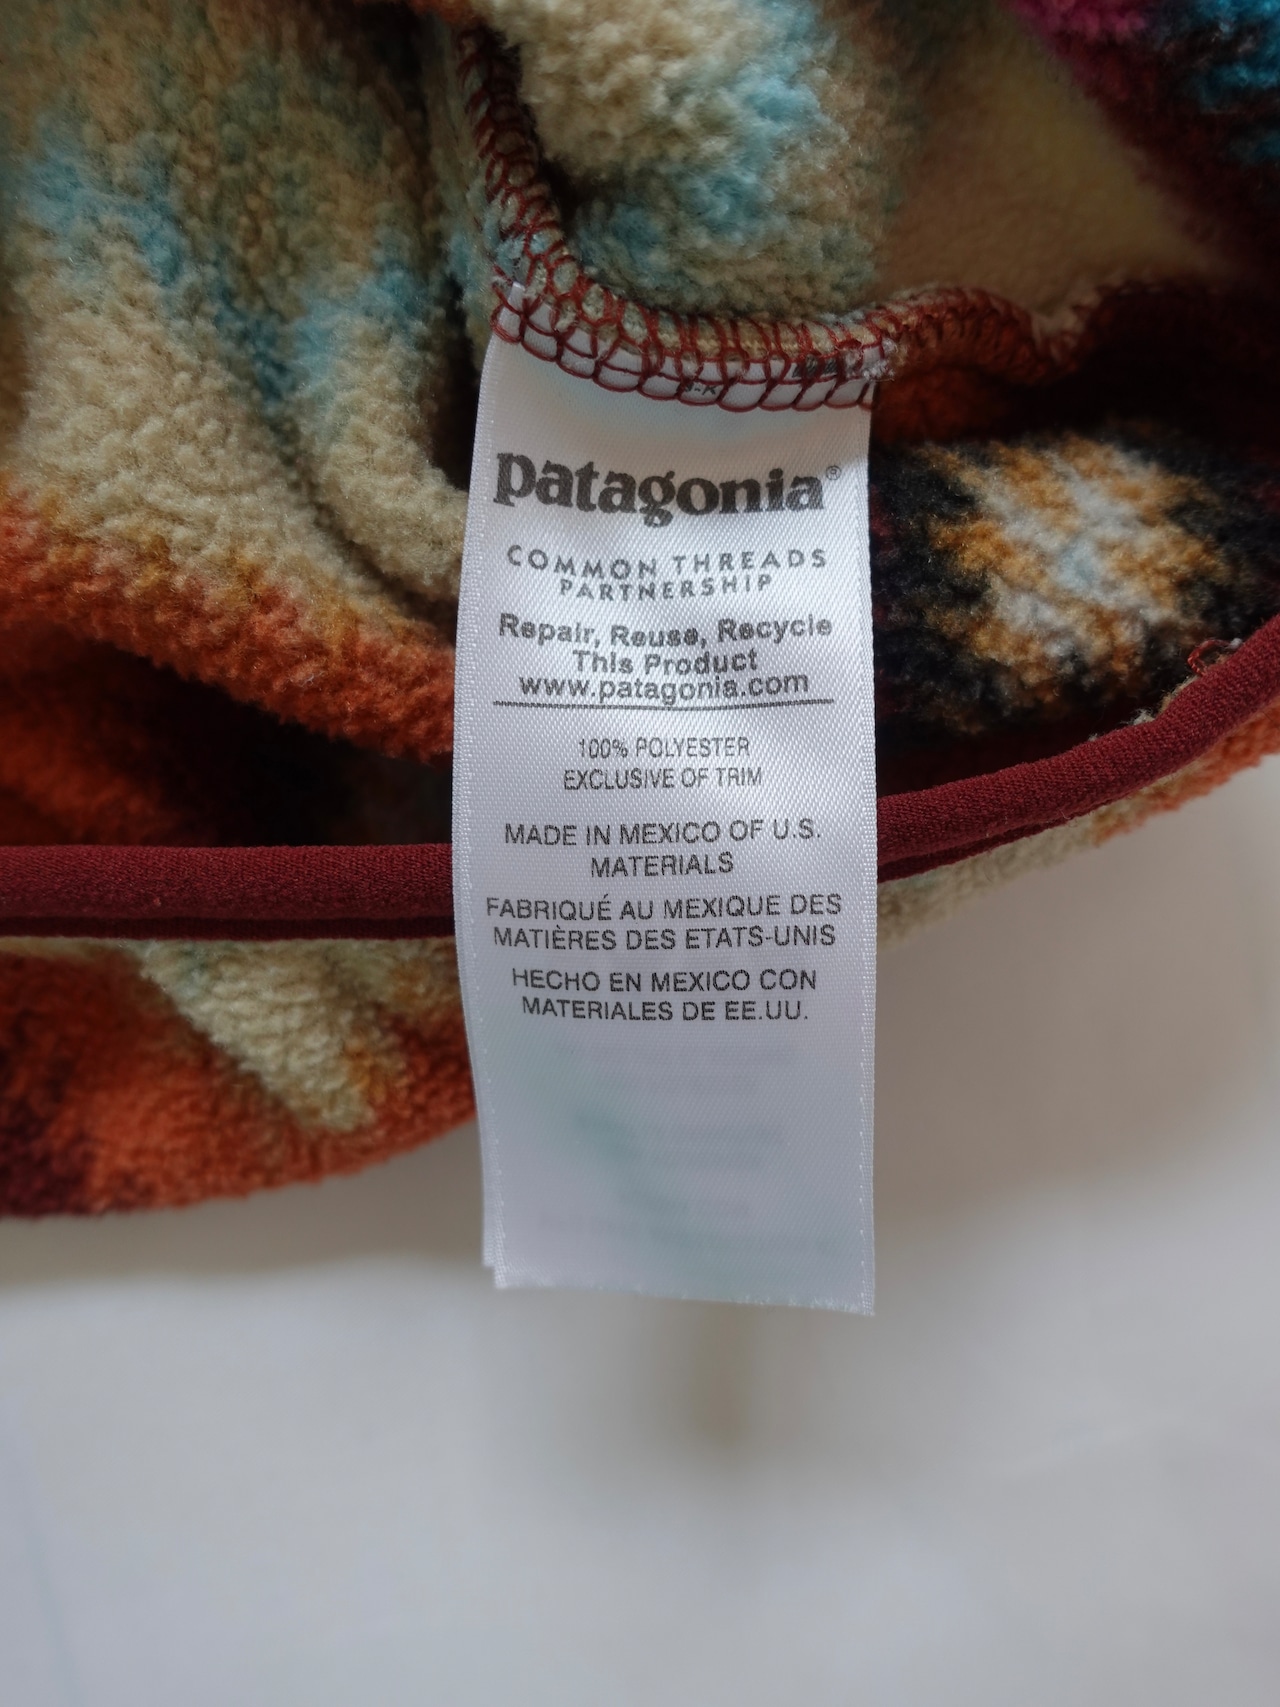 patagonia®
COMMON THREADS
PARTNERSHIP
Repair, Reuse, Recycle
This Product
www.patagonia.com
100% POLYESTER
EXCLUSIVE OF TRIM
MADE IN MEXICO OF U.S.
MATERIALS
FABRIQUÉ AU MEXIQUE DES
MATIÈRES DES ETATS-UNIS
HECHO EN MEXICO CON
MATERIALES DE EE.UU.